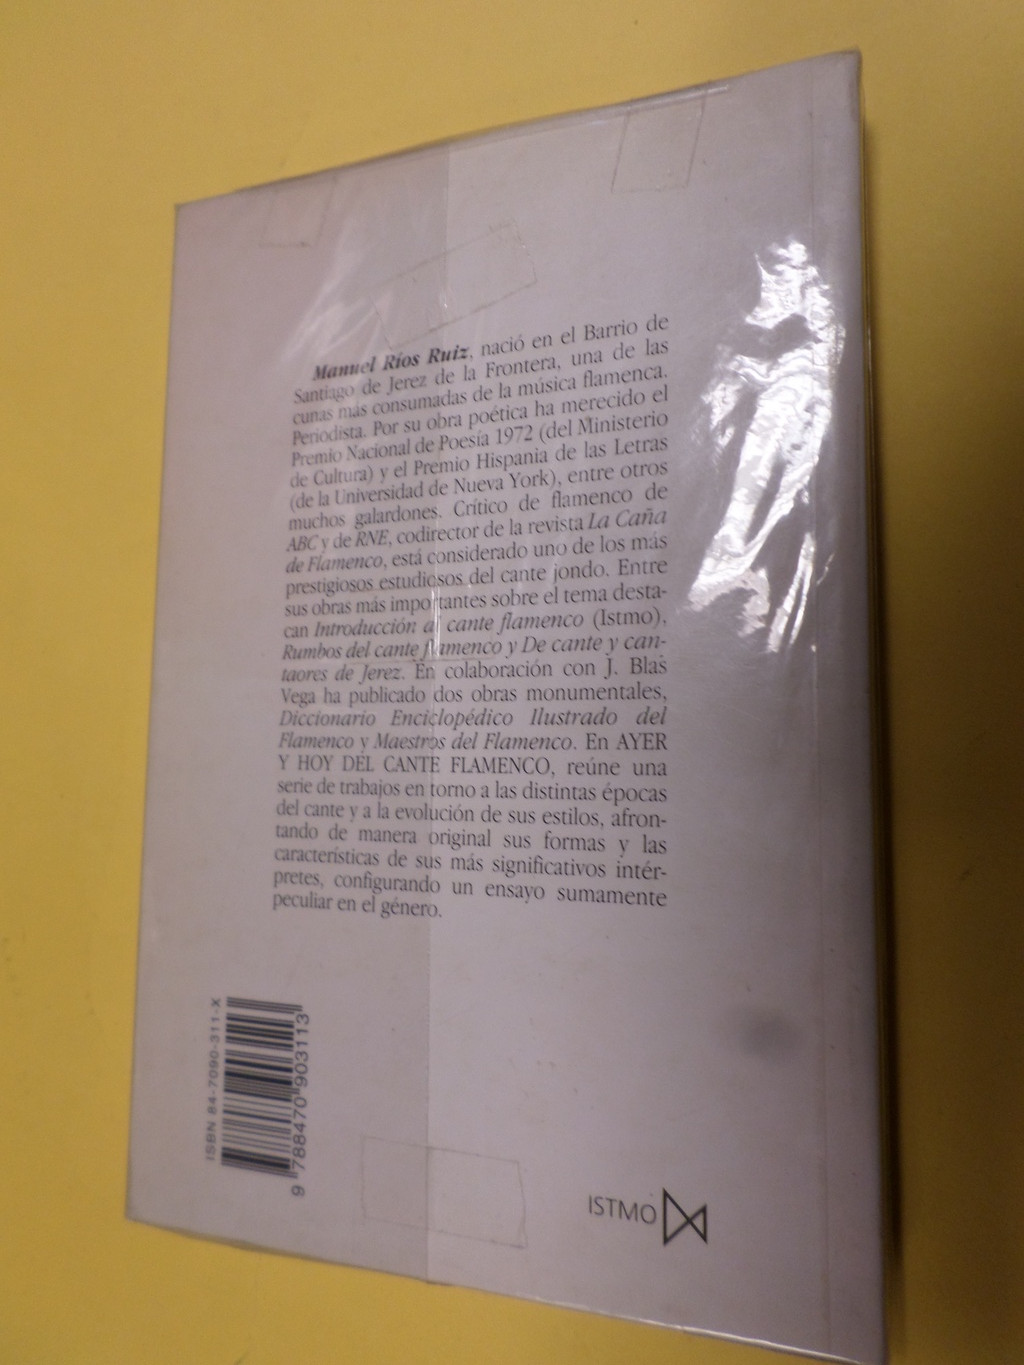 Manuel Ríos Ruiz, nació en el Barrio de
Santiago de Jerez de la Frontera, una de las
cunas más consumadas de la música flamenca.
Periodista. Por su obra poética ha merecido el
Premio Nacional de Poesía 1972 (del Ministerio
de Cultura) y el Premio Hispania de las Letras
(de la Universidad de Nueva York), entre otros
muchos galardones. Crítico de flamenco de
ABC y de RNE, codirector de la revista La Caña
de Flamenco, está considerado uno de los más
prestigiosos estudiosos del cante jondo. Entre
sus obras más importantes sobre el tema desta-
can Introducción al cante flamenco (Istmo),
Rumbos del cante flamenco y De cante y can-
taores de Jerez. En colaboración con J. Blas
Vega ha publicado dos obras monumentales,
Diccionario Enciclopédico Ilustrado del
Flamenco y Maestros del Flamenco. En AYER
Y HOY DEL CANTE FLAMENCO, reúne una
serie de trabajos en torno a las distintas épocas
del cante y a la evolución de sus estilos, afron-
tando de manera original sus formas y las
características de sus más significativos intér-
pretes, configurando un ensayo sumamente
peculiar en el género.
ISBN 84-7090-311-X
9 788470 903113
ISTMO